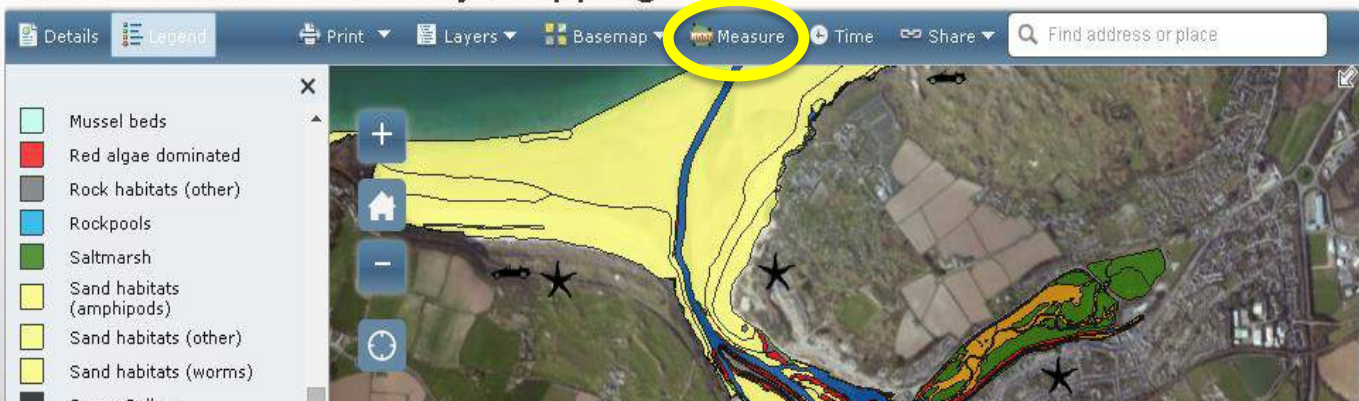 Details Legend Print Layers Basemap Measure Time Share Find address or place
Mussel beds
Red algae dominated
Rock habitats (other)
Rockpools
Saltmarsh
Sand habitats
(amphipods)
Sand habitats (other)
Sand habitats (worms)